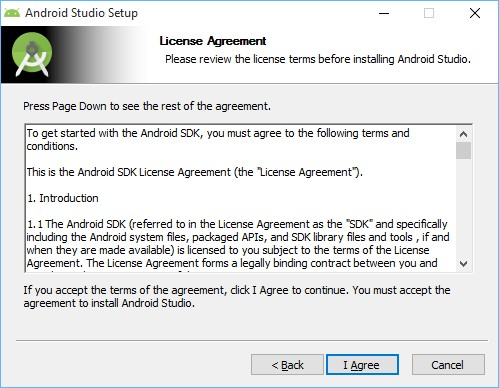 Android Studio Setup
License Agreement
Please review the license terms before installing Android Studio.
Press Page Down to see the rest of the agreement.
To get started with the Android SDK, you must agree to the following terms and
conditions.
This is the Android SDK License Agreement (the "License Agreement").
1. Introduction
1.1 The Android SDK (referred to in the License Agreement as the "SDK" and specifically
including the Android system files, packaged APIs, and SDK library files and tools , if and
when they are made available) is licensed to you subject to the terms of the License
Agreement. The License Agreement forms a legally binding contract between you and
If you accept the terms of the agreement, click I Agree to continue. You must accept the
agreement to install Android Studio.
< Back
I Agree
Cancel